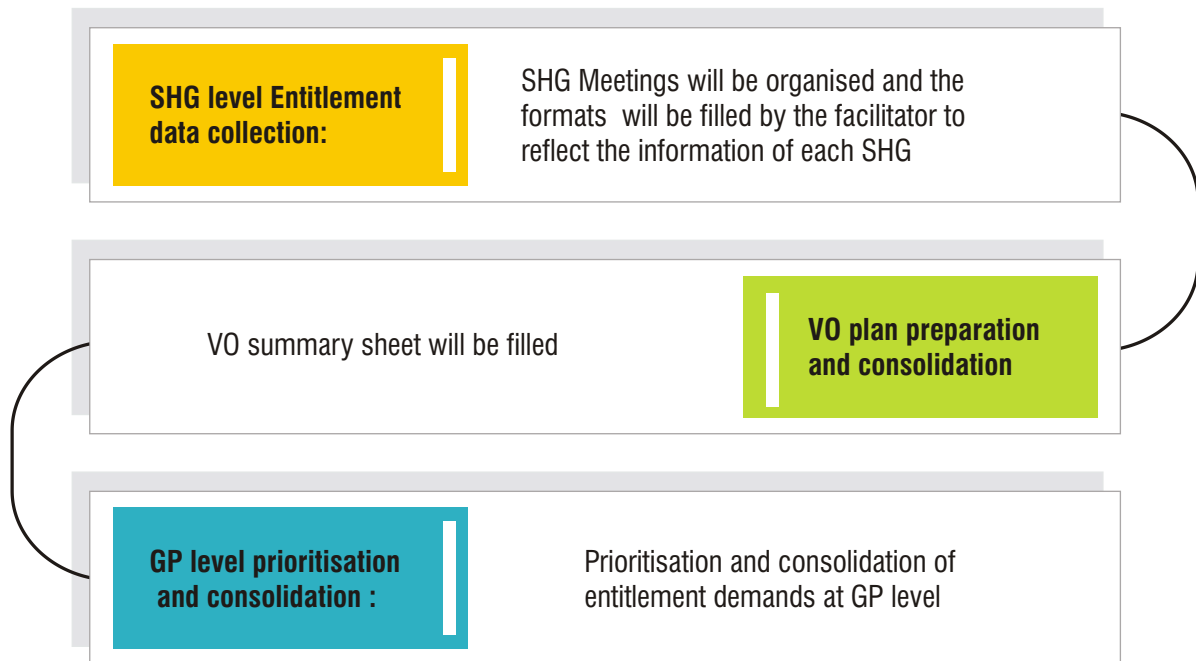 SHG level Entitlement
data collection:
SHG Meetings will be organised and the
formats  will be filled by the facilitator to
reflect the information of each SHG
VO summary sheet will be filled
VO plan preparation
and consolidation
GP level prioritisation
and consolidation :
Prioritisation and consolidation of
entitlement demands at GP level